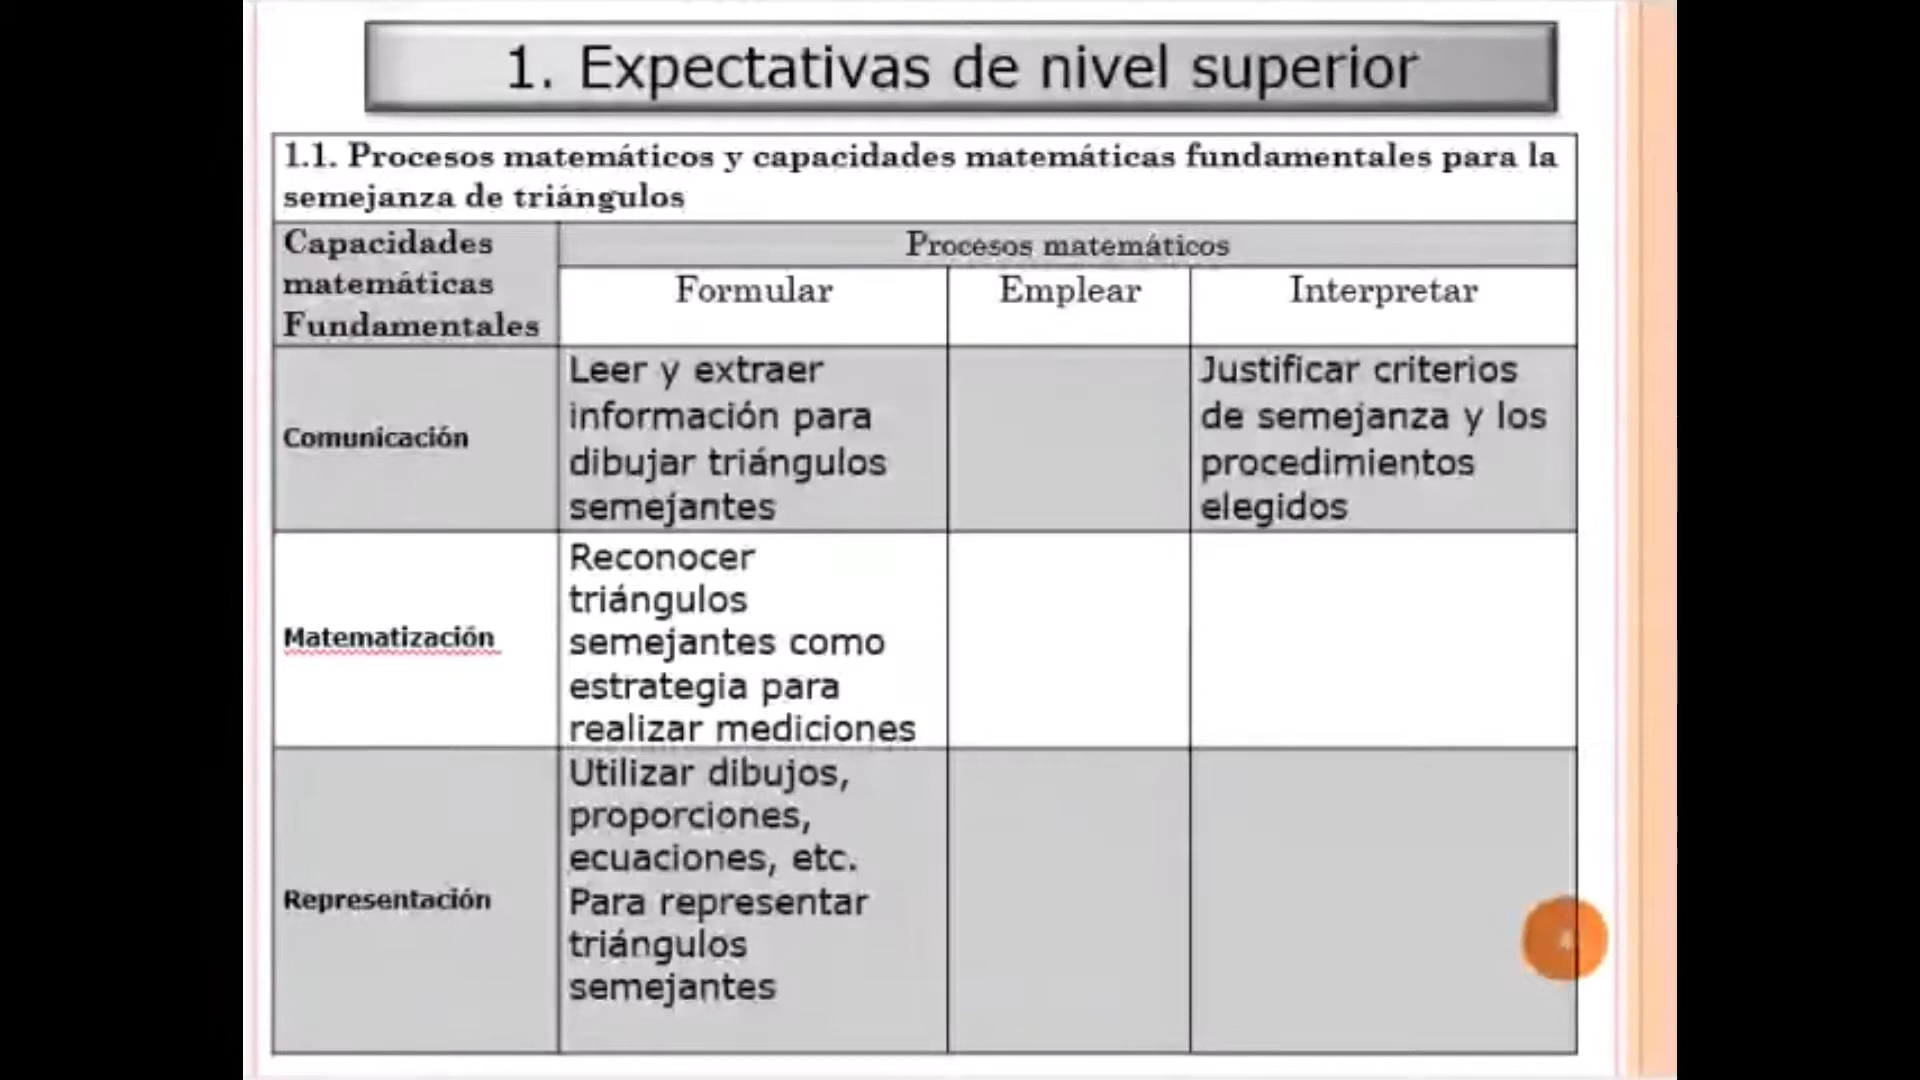 1. Expectativas de nivel superior
1.1. Procesos matemáticos y capacidades matemáticas fundamentales para la
semejanza de triángulos
Capacidades
matemáticas
Fundamentales
Procesos matemáticos
Formular
Emplear
Interpretar
Comunicación
Leer y extraer
información para
dibujar triángulos
semejantes
Justificar criterios
de semejanza y los
procedimientos
elegidos
Matematización
Reconocer
triángulos
semejantes como
estrategia para
realizar mediciones
Representación
Utilizar dibujos,
proporciones,
ecuaciones, etc.
Para representar
triángulos
semejantes